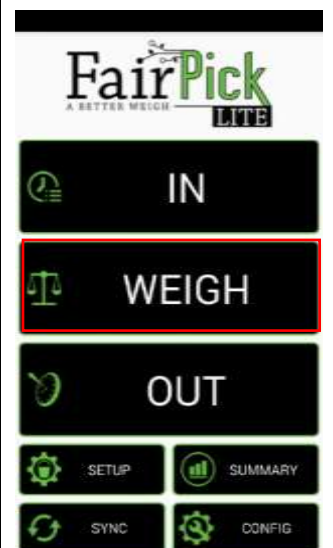 FairPick
A BETTER WEIGH
LITE
IN
WEIGH
OUT
SETUP
SUMMARY
SYNC
CONFIG